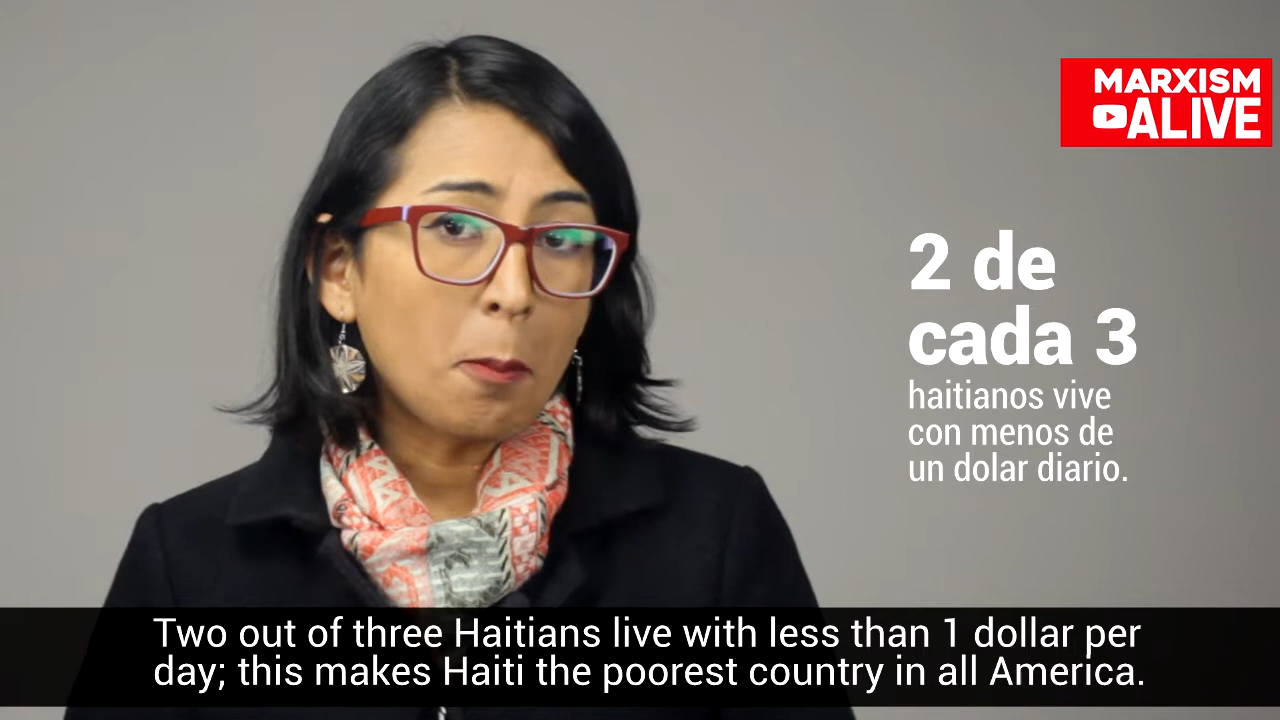 MARXISM
ALIVE
2 de
cada 3
haitianos vive
con menos de
un dolar diario.
Two out of three Haitians live with less than 1 dollar per
day; this makes Haiti the poorest country in all America.